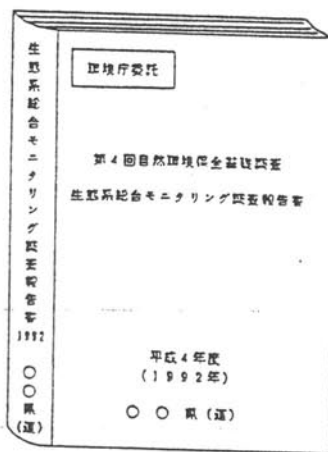 生態系総合モニタリング調査報告書
1992
○○県
(道)
環境庁委託
第4回自然環境保全基礎調査
生態系総合モニタリング調査報告書
平成4年度
(1992年)
○○県(道)